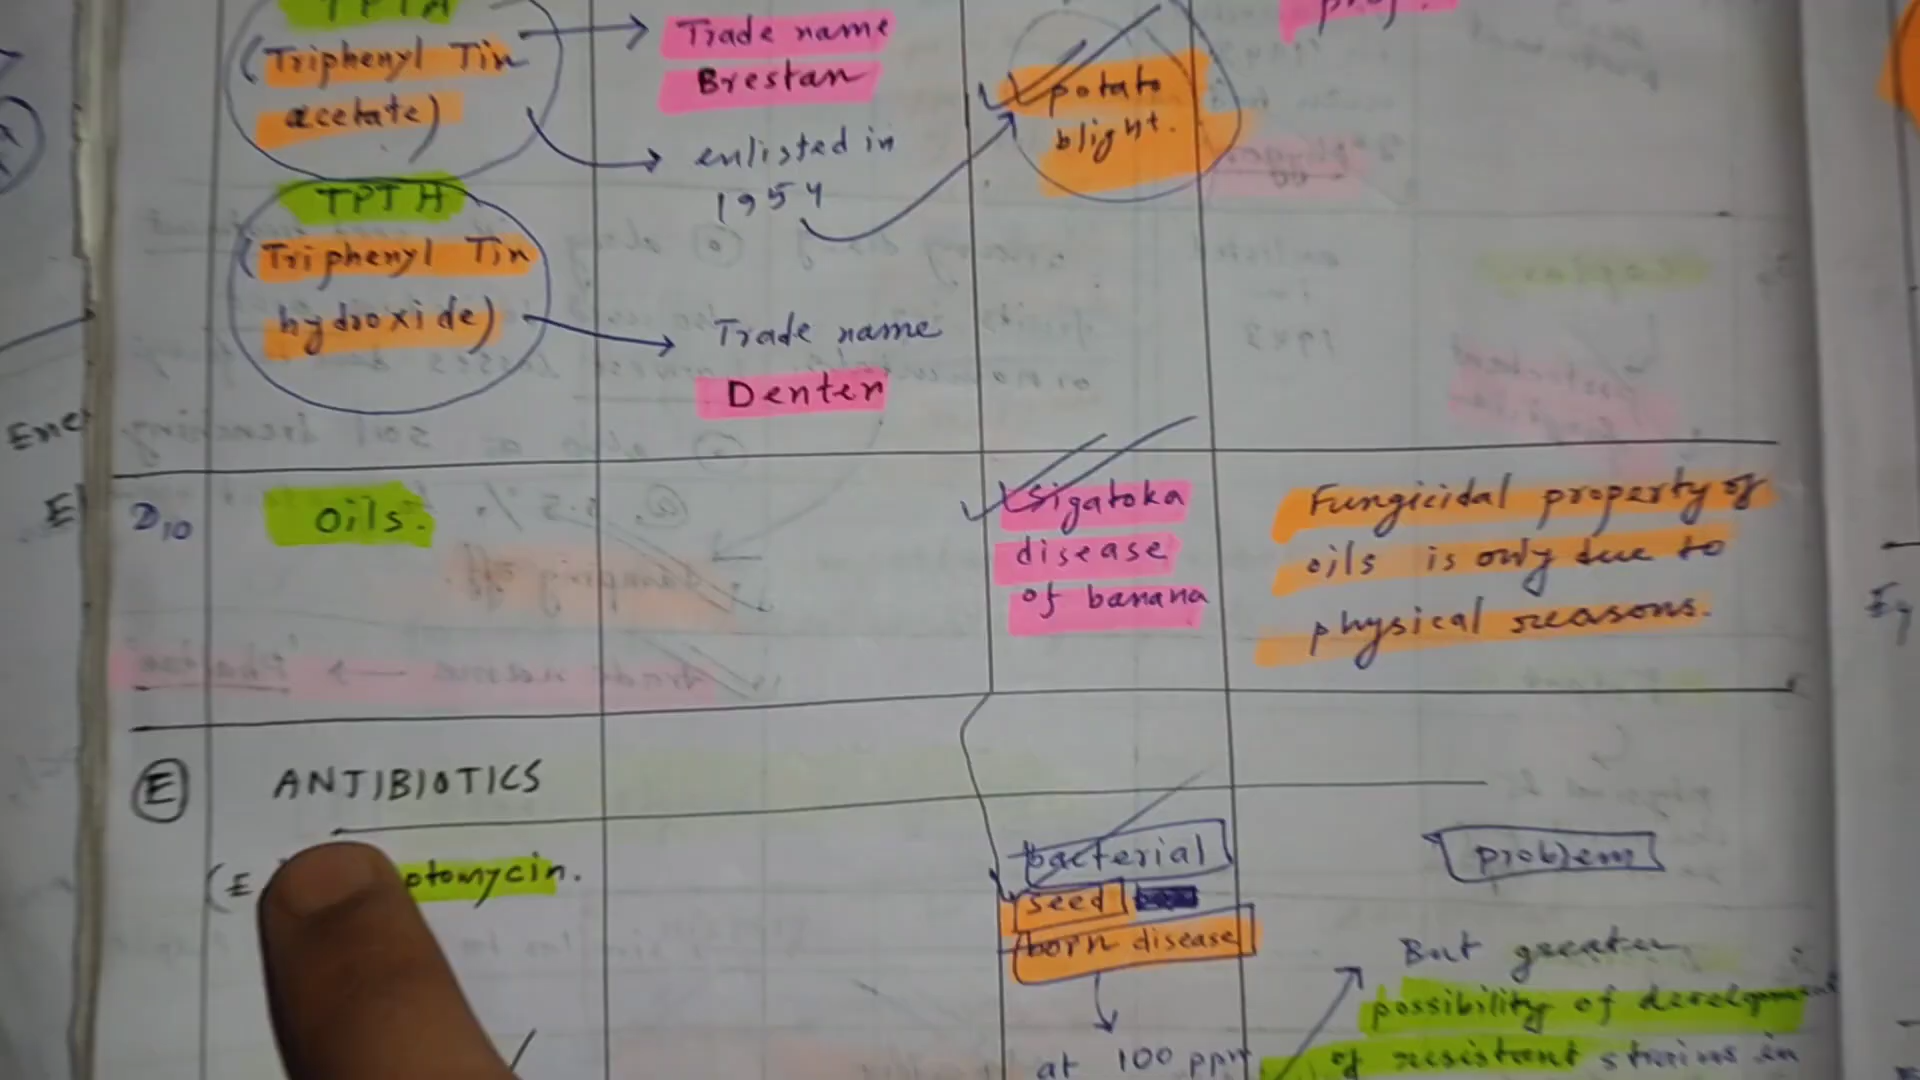 TPTA
(Triphenyl Tin
acetate)
Trade name
Brestan
enlisted in
1954
potato
blight.
TPTH
(Triphenyl Tin
hydroxide)
Trade name
Denter
D10
Oils.
Sigatoka
disease
of banana
Fungicidal property of
oils is only due to
physical reasons.
E
ANTIBIOTICS
(E
ptomycin.
bacterial
seed
born disease
at 100 ppm
problem
But greater
possibility of development
of resistant strains in